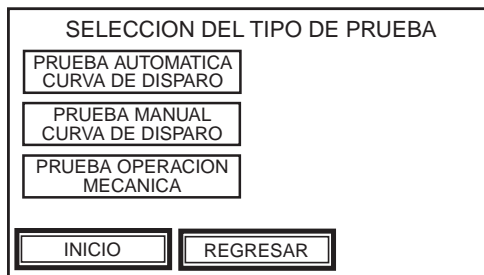 SELECCION DEL TIPO DE PRUEBA
PRUEBA AUTOMATICA
CURVA DE DISPARO
PRUEBA MANUAL
CURVA DE DISPARO
PRUEBA OPERACION
MECANICA
INICIO
REGRESAR